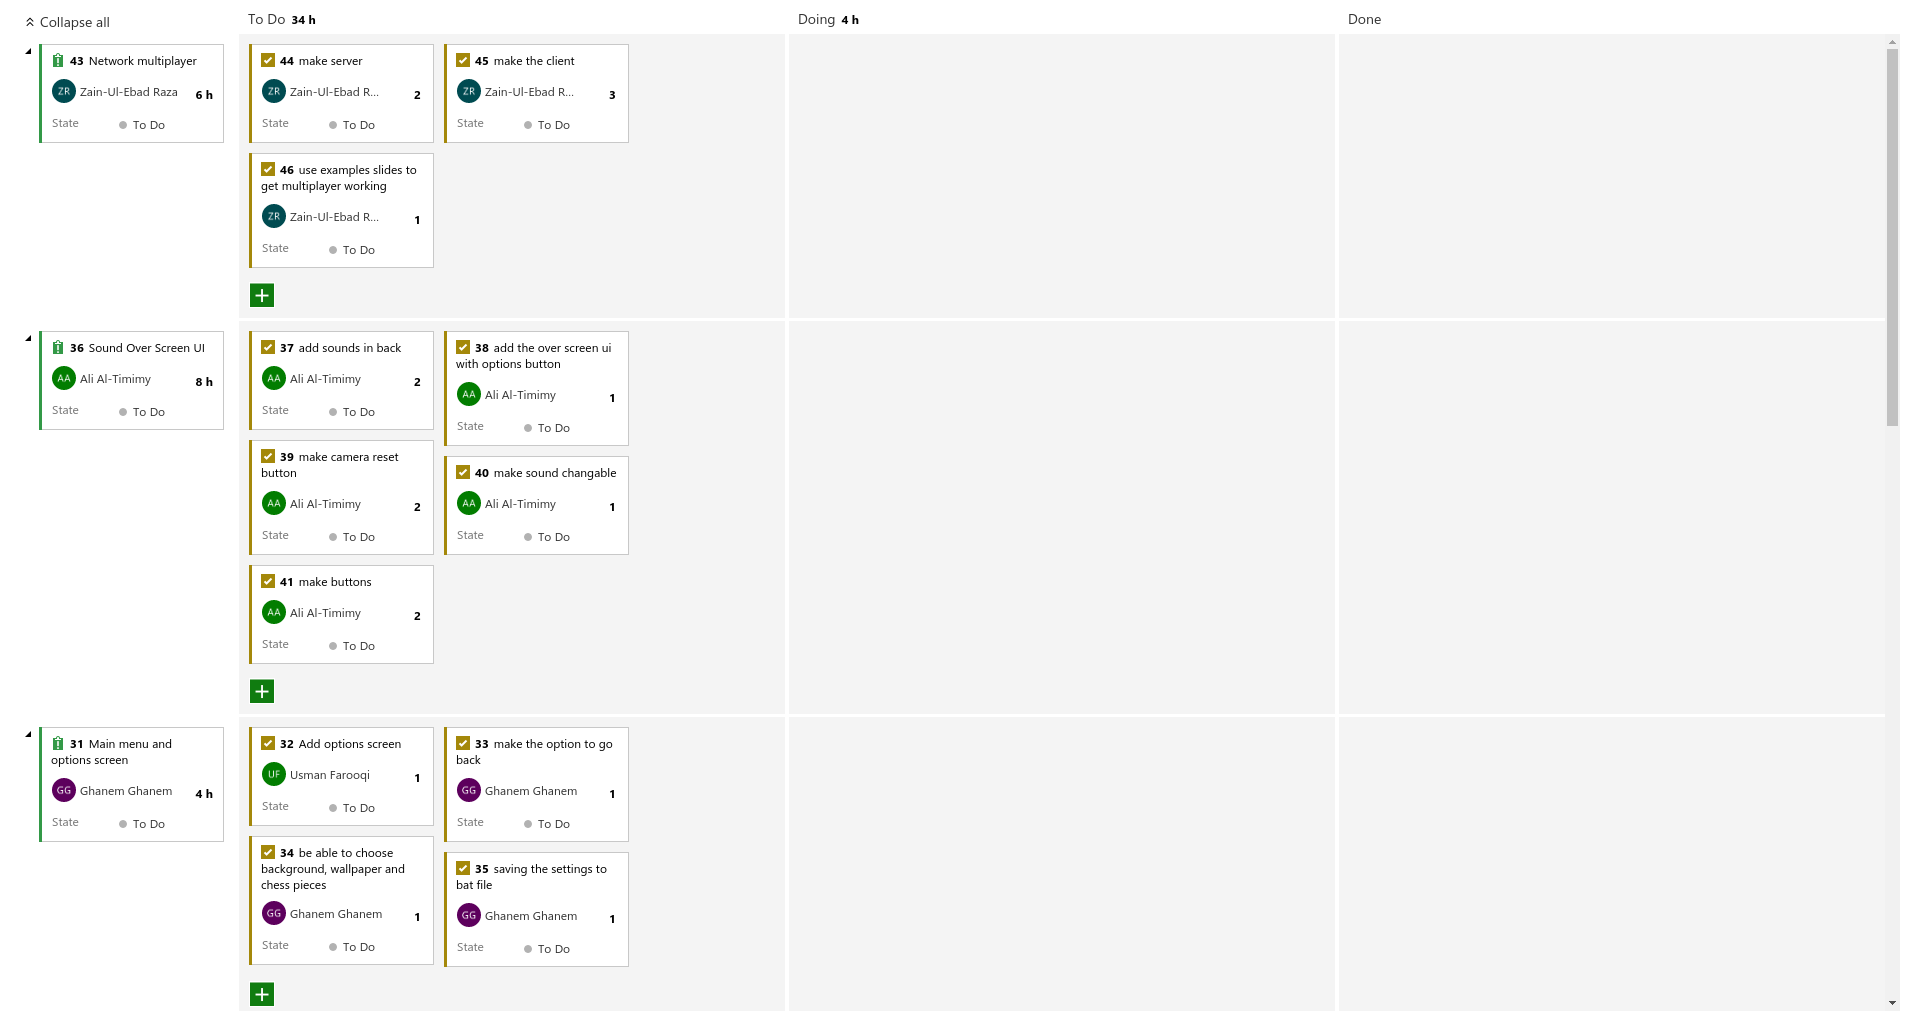 Collapse all
To Do 34 h
Doing 4 h
Done
43 Network multiplayer
ZR Zain-Ul-Ebad Raza 6 h
State To Do
44 make server
ZR Zain-Ul-Ebad R... 2
State To Do
45 make the client
ZR Zain-Ul-Ebad R... 3
State To Do
46 use examples slides to
get multiplayer working
ZR Zain-Ul-Ebad R... 1
State To Do
36 Sound Over Screen UI
AA Ali Al-Timimy 8 h
State To Do
37 add sounds in back
AA Ali Al-Timimy 2
State To Do
38 add the over screen ui
with options button
AA Ali Al-Timimy 1
State To Do
39 make camera reset
button
AA Ali Al-Timimy 2
State To Do
40 make sound changable
AA Ali Al-Timimy 1
State To Do
41 make buttons
AA Ali Al-Timimy 2
State To Do
31 Main menu and
options screen
GG Ghanem Ghanem 4 h
State To Do
32 Add options screen
UF Usman Farooqi 1
State To Do
33 make the option to go
back
GG Ghanem Ghanem 1
State To Do
34 be able to choose
background, wallpaper and
chess pieces
GG Ghanem Ghanem 1
State To Do
35 saving the settings to
bat file
GG Ghanem Ghanem 1
State To Do